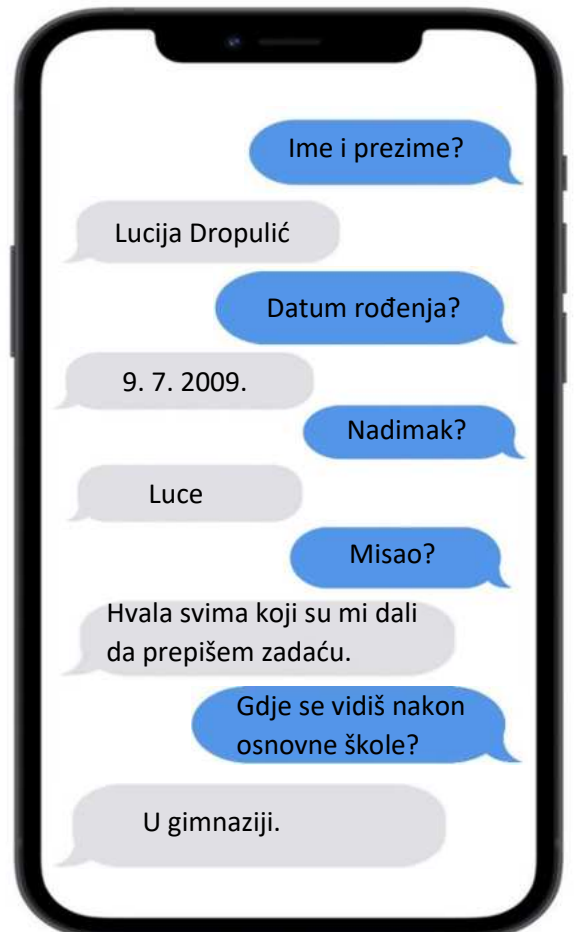 Ime i prezime?
Lucija Dropulić
Datum rođenja?
9. 7. 2009.
Nadimak?
Luce
Misao?
Hvala svima koji su mi dali
da prepišem zadaću.
Gdje se vidiš nakon
osnovne škole?
U gimnaziji.